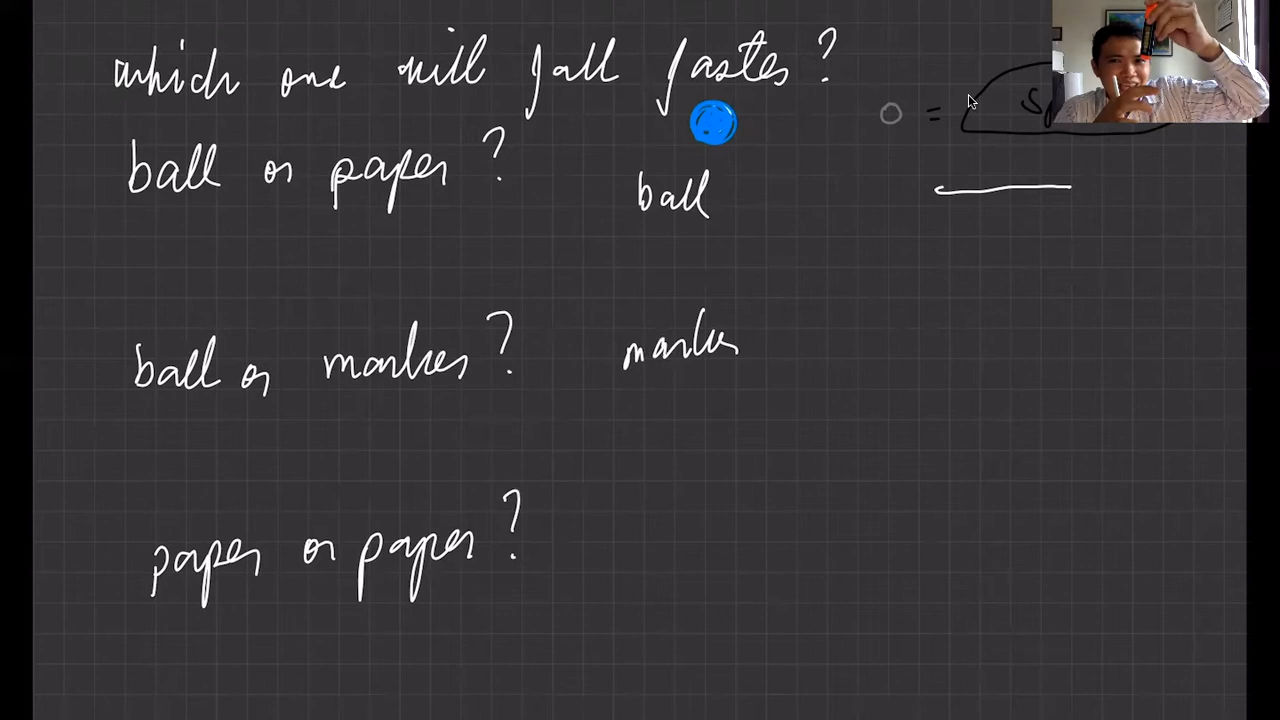 which one will fall faster?
ball or paper?
ball
ball or marker?
marker
paper or paper?